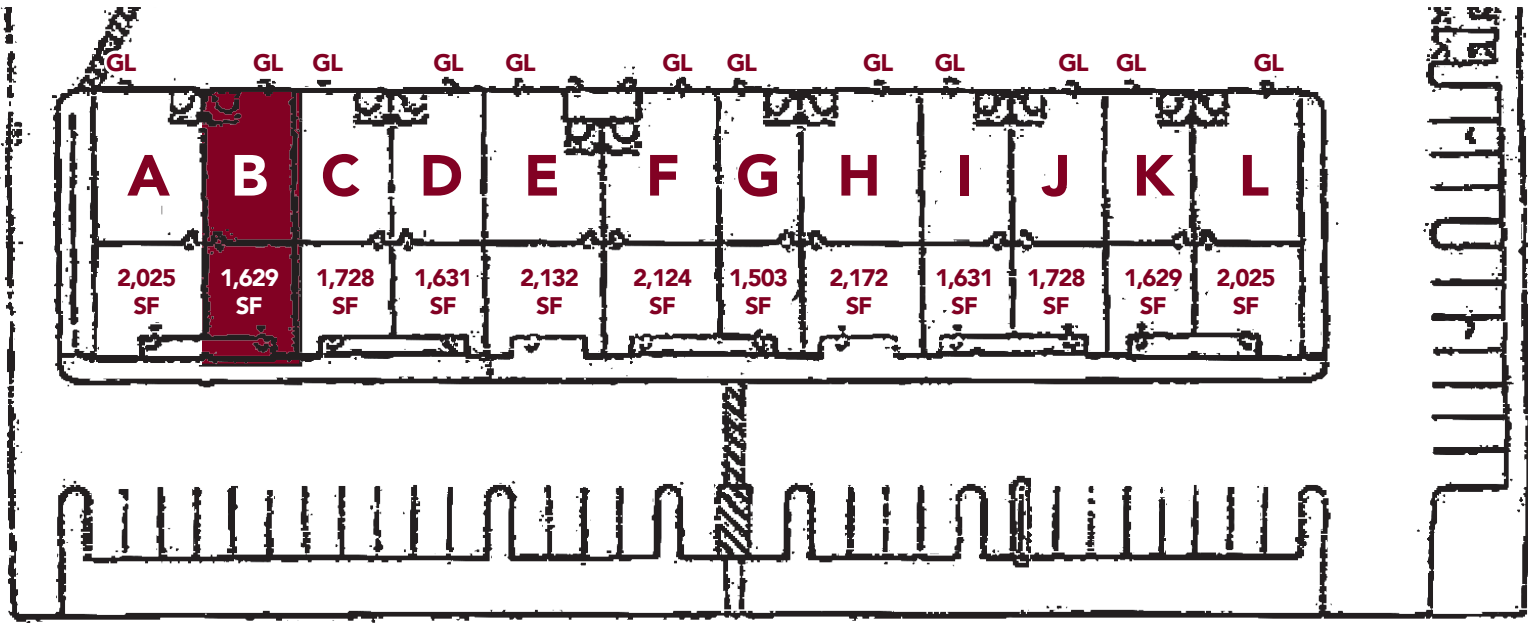 GL GL GL GL GL GL GL GL GL GL GL GL
A B C D E F G H I J K L
2,025 1,629 1,728 1,631 2,132 2,124 1,503 2,172 1,631 1,728 1,629 2,025
SF SF SF SF SF SF SF SF SF SF SF SF